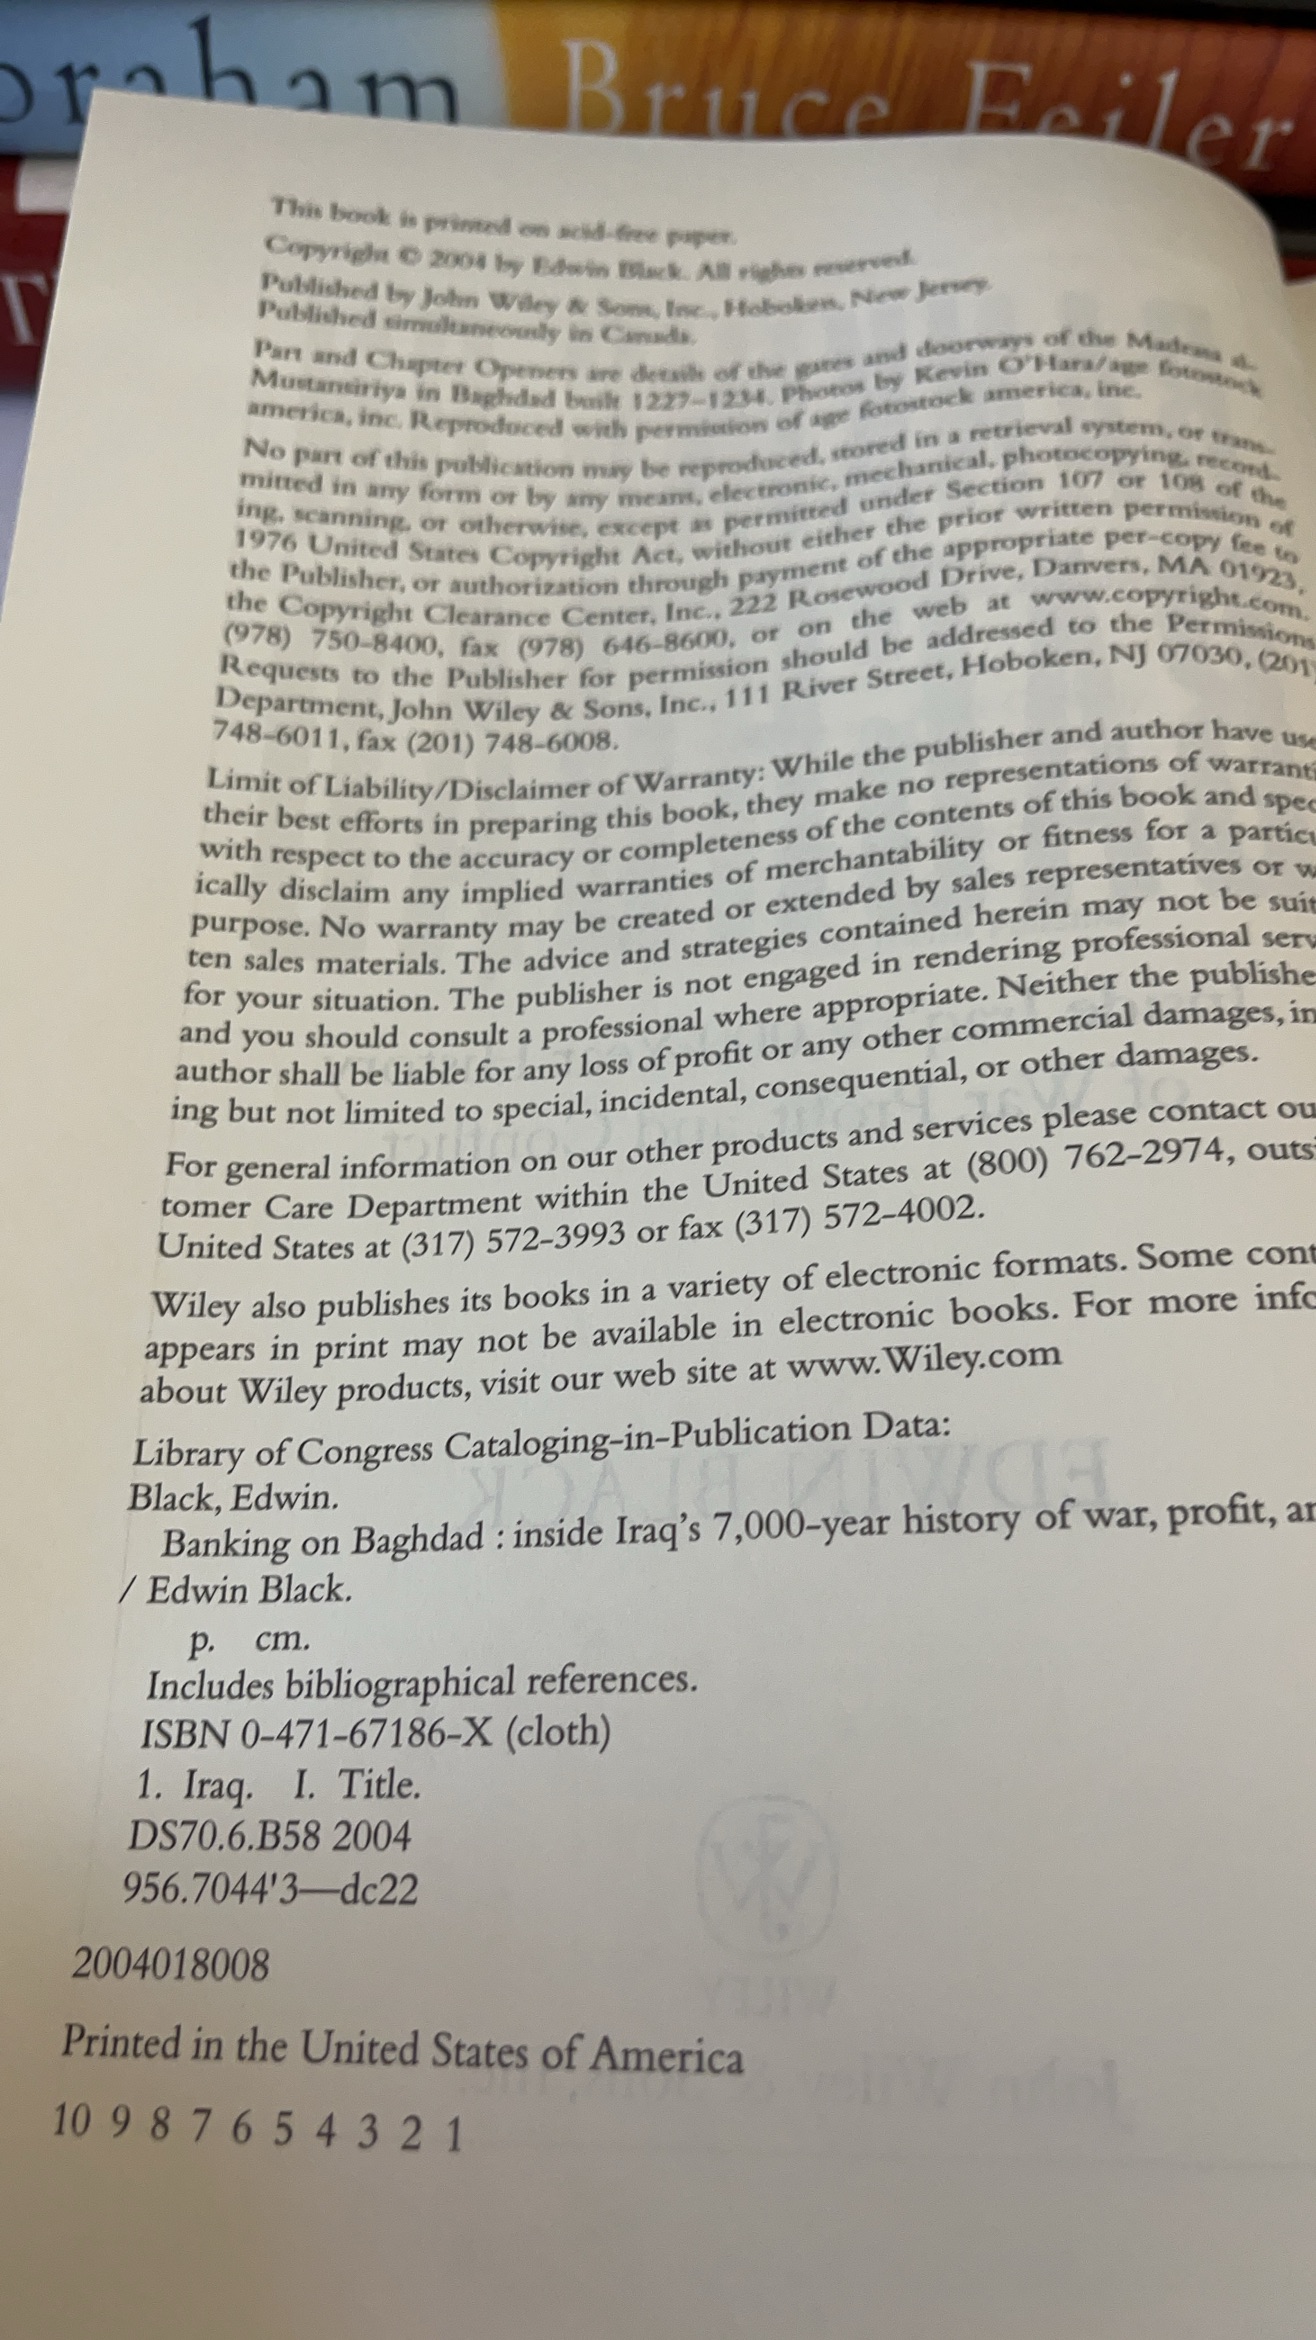 raham Bruce Feiler
T
This book is printed on acid-free paper.
Copyright © 2004 by Edwin Black. All rights reserved.
Published by John Wiley & Sons, Inc., Hoboken, New Jersey.
Published simultaneously in Canada.
Part and Chapter Openers are details of the gates and doorways of the Madrasa al-
Mustansiriya in Baghdad built 1227–1234. Photos by Kevin O'Hara/age fotostock
america, inc. Reproduced with permission of age fotostock america, inc.
No part of this publication may be reproduced, stored in a retrieval system, or trans-
mitted in any form or by any means, electronic, mechanical, photocopying, record-
ing, scanning, or otherwise, except as permitted under Section 107 or 108 of the
1976 United States Copyright Act, without either the prior written permission of
the Publisher, or authorization through payment of the appropriate per-copy fee to
the Copyright Clearance Center, Inc., 222 Rosewood Drive, Danvers, MA 01923,
(978) 750-8400, fax (978) 646-8600, or on the web at www.copyright.com.
Requests to the Publisher for permission should be addressed to the Permissions
Department, John Wiley & Sons, Inc., 111 River Street, Hoboken, NJ 07030, (201)
748-6011, fax (201) 748-6008.
Limit of Liability/Disclaimer of Warranty: While the publisher and author have use
their best efforts in preparing this book, they make no representations of warranti
with respect to the accuracy or completeness of the contents of this book and spec
ically disclaim any implied warranties of merchantability or fitness for a particu
purpose. No warranty may be created or extended by sales representatives or w
ten sales materials. The advice and strategies contained herein may not be suit
for your situation. The publisher is not engaged in rendering professional serv
and you should consult a professional where appropriate. Neither the publishe
author shall be liable for any loss of profit or any other commercial damages, in
ing but not limited to special, incidental, consequential, or other damages.
For general information on our other products and services please contact ou
tomer Care Department within the United States at (800) 762-2974, outsi
United States at (317) 572-3993 or fax (317) 572-4002.
Wiley also publishes its books in a variety of electronic formats. Some cont
appears in print may not be available in electronic books. For more info
about Wiley products, visit our web site at www.Wiley.com
Library of Congress Cataloging-in-Publication Data:
Black, Edwin.
Banking on Baghdad : inside Iraq's 7,000-year history of war, profit, an
/ Edwin Black.
p. cm.
Includes bibliographical references.
ISBN 0-471-67186-X (cloth)
1. Iraq. I. Title.
DS70.6.B58 2004
956.7044'3—dc22
2004018008
Printed in the United States of America
10 9 8 7 6 5 4 3 2 1